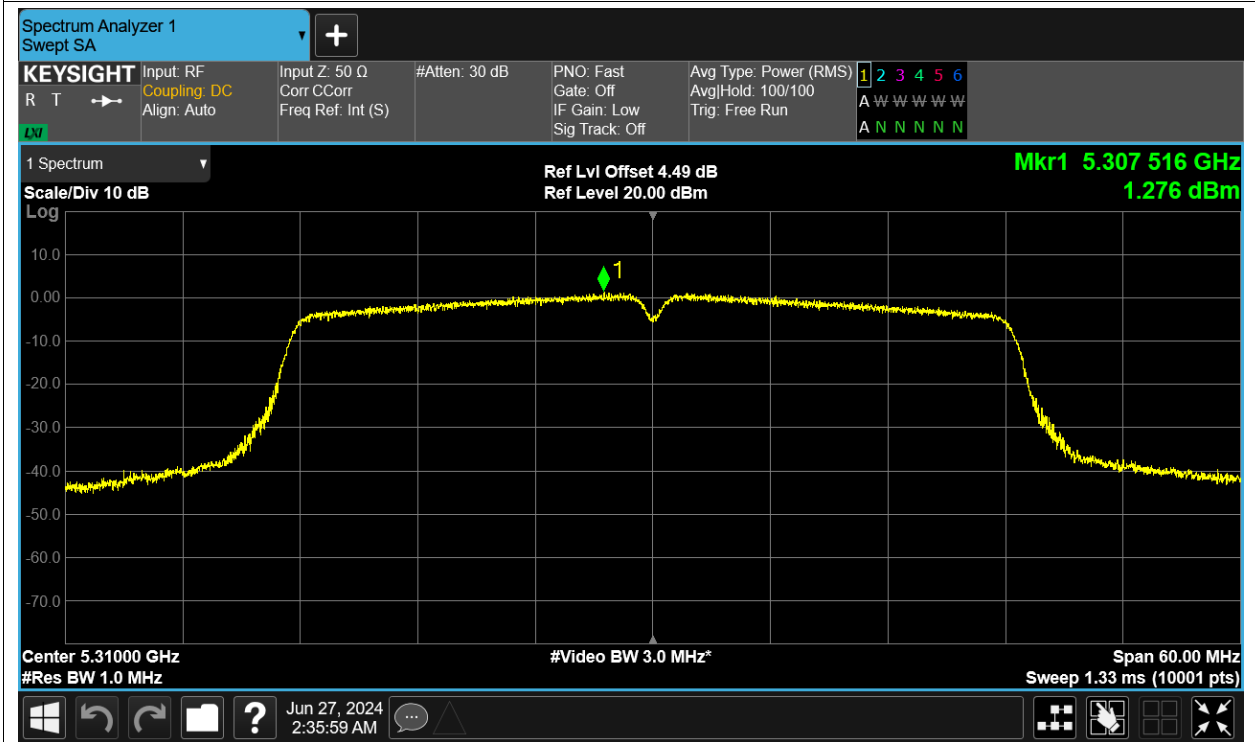 Spectrum Analyzer 1
Swept SA
+
KEYSIGHT
R T
LXI
Input: RF
Coupling: DC
Align: Auto
Input Z: 50 Ω
Corr CCorr
Freq Ref: Int (S)
#Atten: 30 dB
PNO: Fast
Gate: Off
IF Gain: Low
Sig Track: Off
Avg Type: Power (RMS)
Avg|Hold: 100/100
Trig: Free Run
1 2 3 4 5 6
A W W W W W
A N N N N N
1 Spectrum
Scale/Div 10 dB
Log
Ref Lvl Offset 4.49 dB
Ref Level 20.00 dBm
Mkr1 5.307 516 GHz
1.276 dBm
10.0
0.00
-10.0
-20.0
-30.0
-40.0
-50.0
-60.0
-70.0
1
Center 5.31000 GHz
#Res BW 1.0 MHz
#Video BW 3.0 MHz*
Span 60.00 MHz
Sweep 1.33 ms (10001 pts)
?
Jun 27, 2024
2:35:59 AM